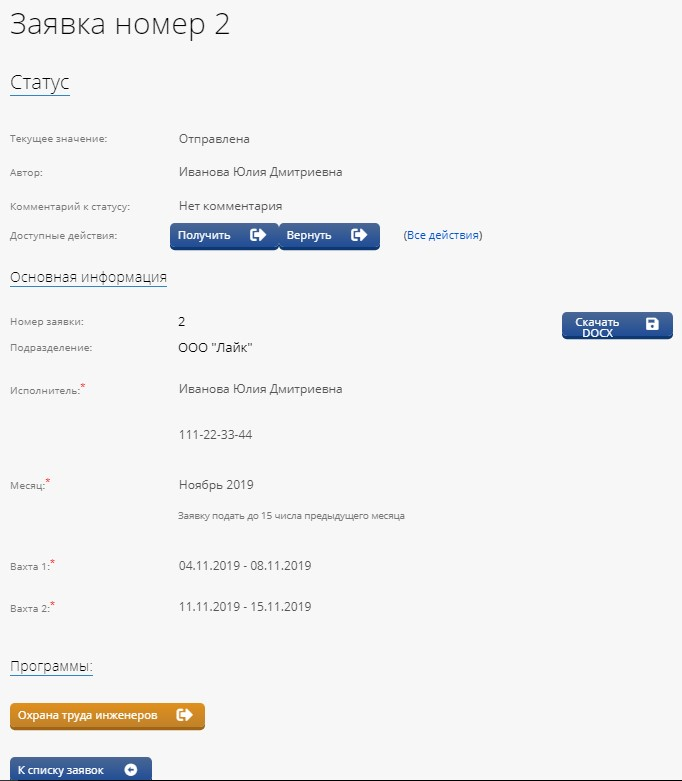 Заявка номер 2
Статус
Текущее значение: Отправлена
Автор: Иванова Юлия Дмитриевна
Комментарий к статусу: Нет комментария
Доступные действия: Получить Вернуть (Все действия)
Основная информация
Номер заявки: 2
Скачать
DOCX
Подразделение: ООО "Лайк"
Исполнитель:* Иванова Юлия Дмитриевна
111-22-33-44
Месяц:* Ноябрь 2019
Заявку подать до 15 числа предыдущего месяца
Вахта 1:* 04.11.2019 - 08.11.2019
Вахта 2:* 11.11.2019 - 15.11.2019
Программы:
Охрана труда инженеров
К списку заявок